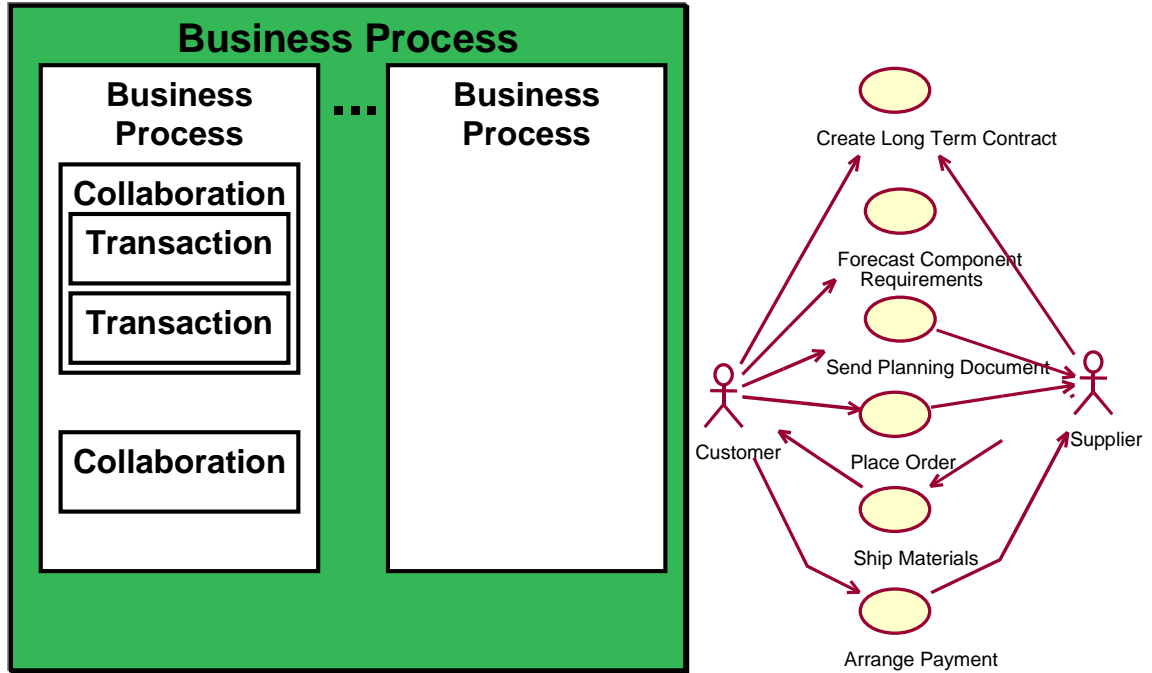 Business Process
Business
Process
Collaboration
Transaction
Transaction
Collaboration
...
Business
Process
Create Long Term Contract
Forecast Component
Requirements
Send Planning Document
Customer
Supplier
Place Order
Ship Materials
Arrange Payment